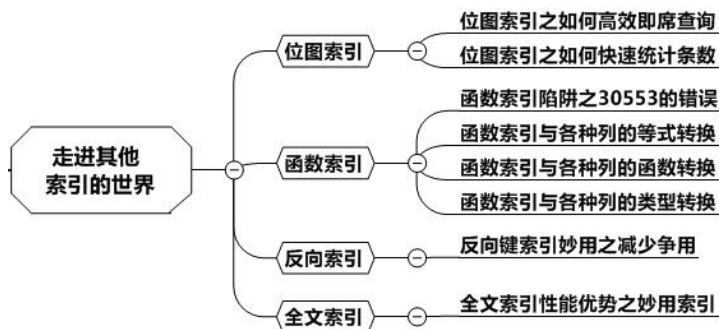 走进其他
索引的世界
位图索引
位图索引之如何高效即席查询
位图索引之如何快速统计条数
函数索引
函数索引陷阱之30553的错误
函数索引与各种列的等式转换
函数索引与各种列的函数转换
函数索引与各种列的类型转换
反向索引
反向键索引妙用之减少争用
全文索引
全文索引性能优势之妙用索引